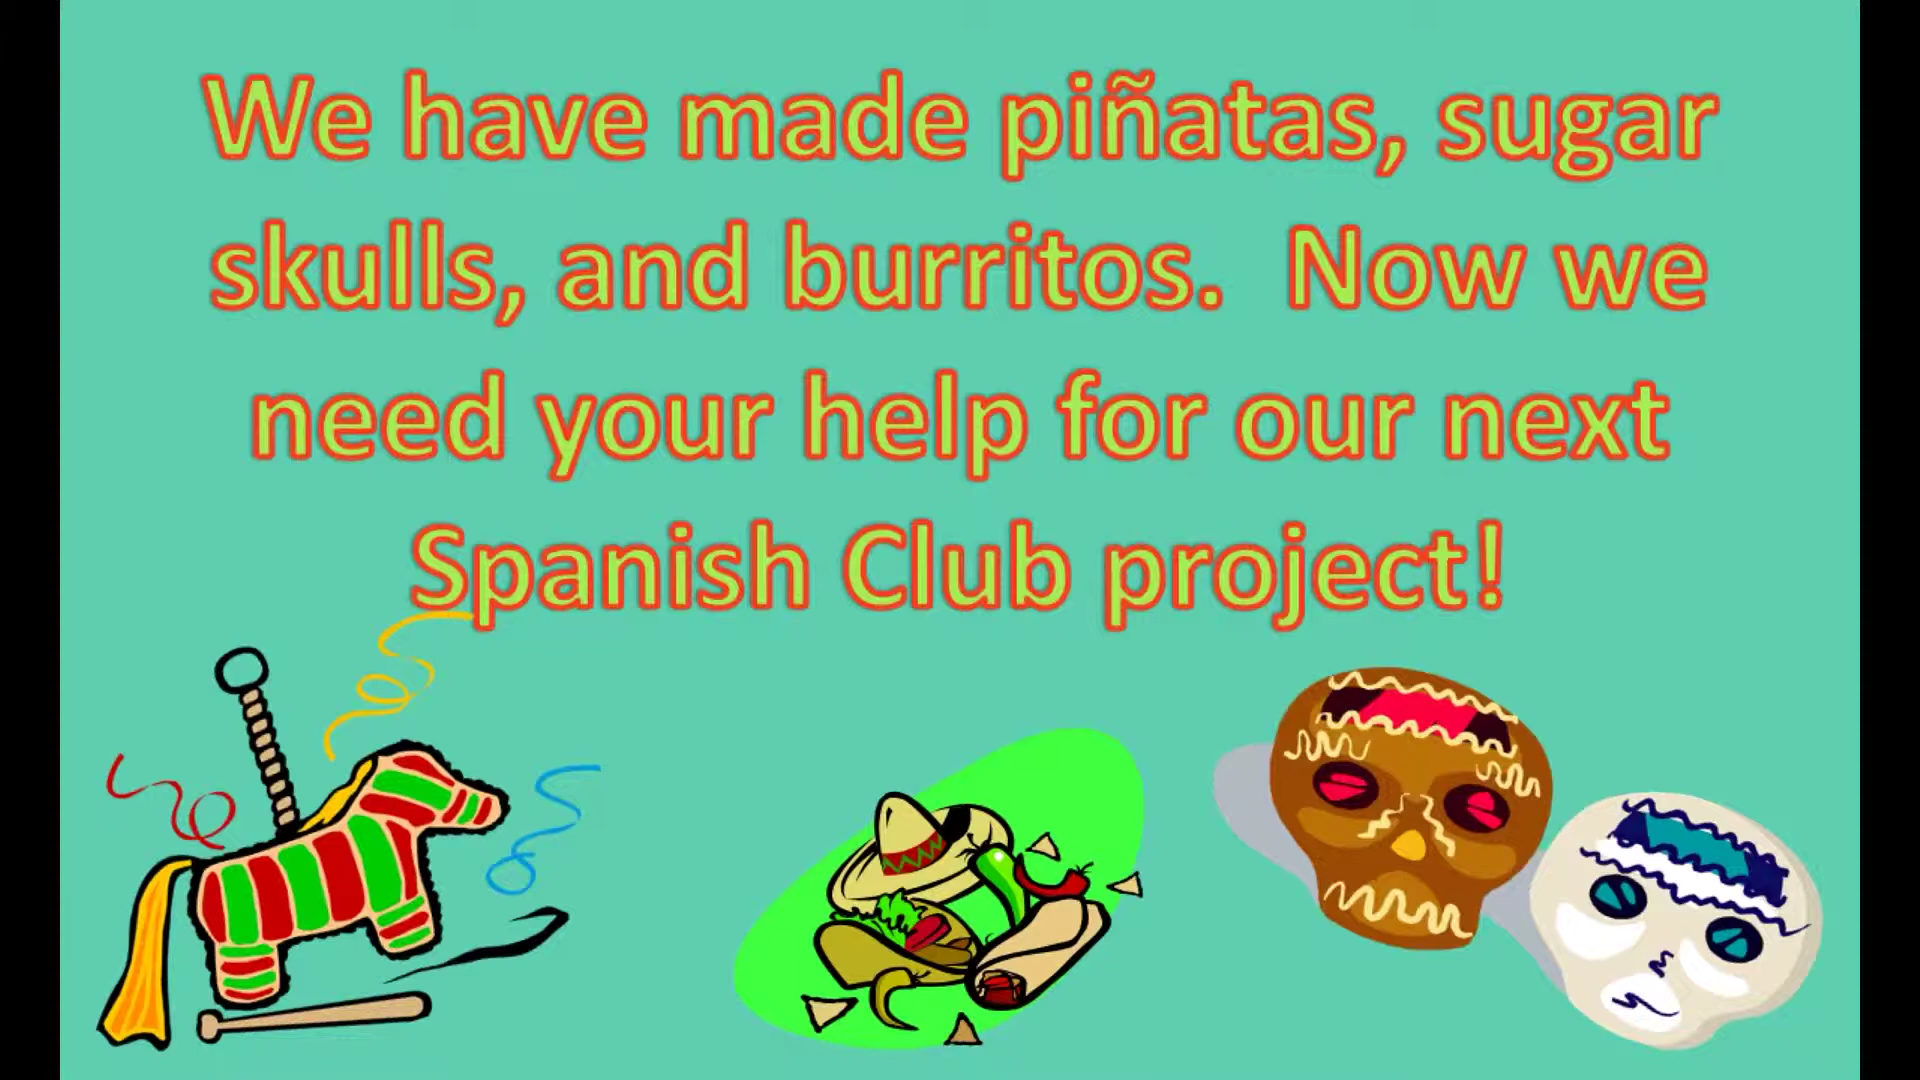 We have made piñatas, sugar
skulls, and burritos.  Now we
need your help for our next
Spanish Club project!